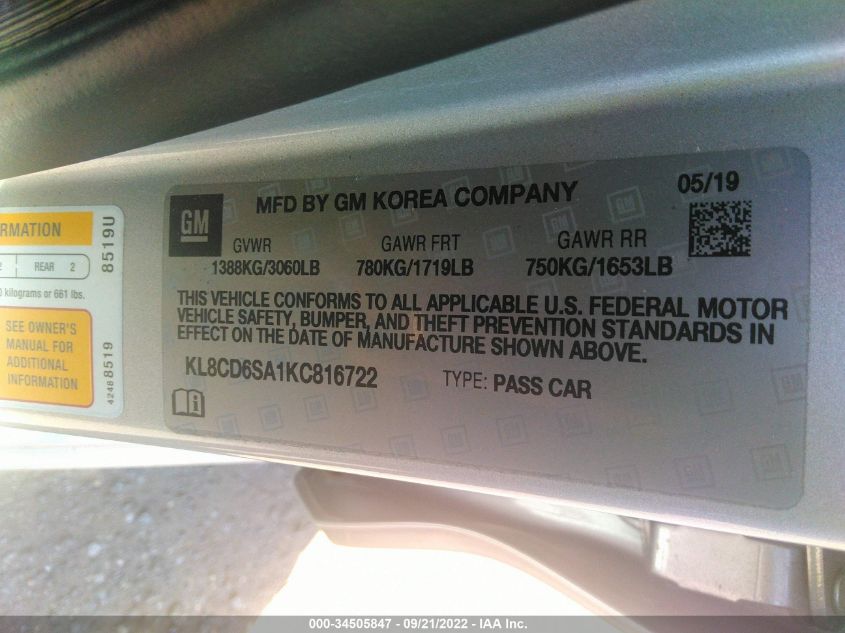 GM
MFD BY GM KOREA COMPANY
05/19
GVWR
GAWR FRT
GAWR RR
1388KG/3060LB
780KG/1719LB
750KG/1653LB
THIS VEHICLE CONFORMS TO ALL APPLICABLE U.S. FEDERAL MOTOR
VEHICLE SAFETY, BUMPER, AND THEFT PREVENTION STANDARDS IN
EFFECT ON THE DATE OF MANUFACTURE SHOWN ABOVE.
KL8CD6SA1KC816722
TYPE: PASS CAR
REAR 2
kilograms or 661 lbs.
SEE OWNER'S
MANUAL FOR
ADDITIONAL
INFORMATION
8519U
42488519
000-34505847 - 09/21/2022 - IAA Inc.